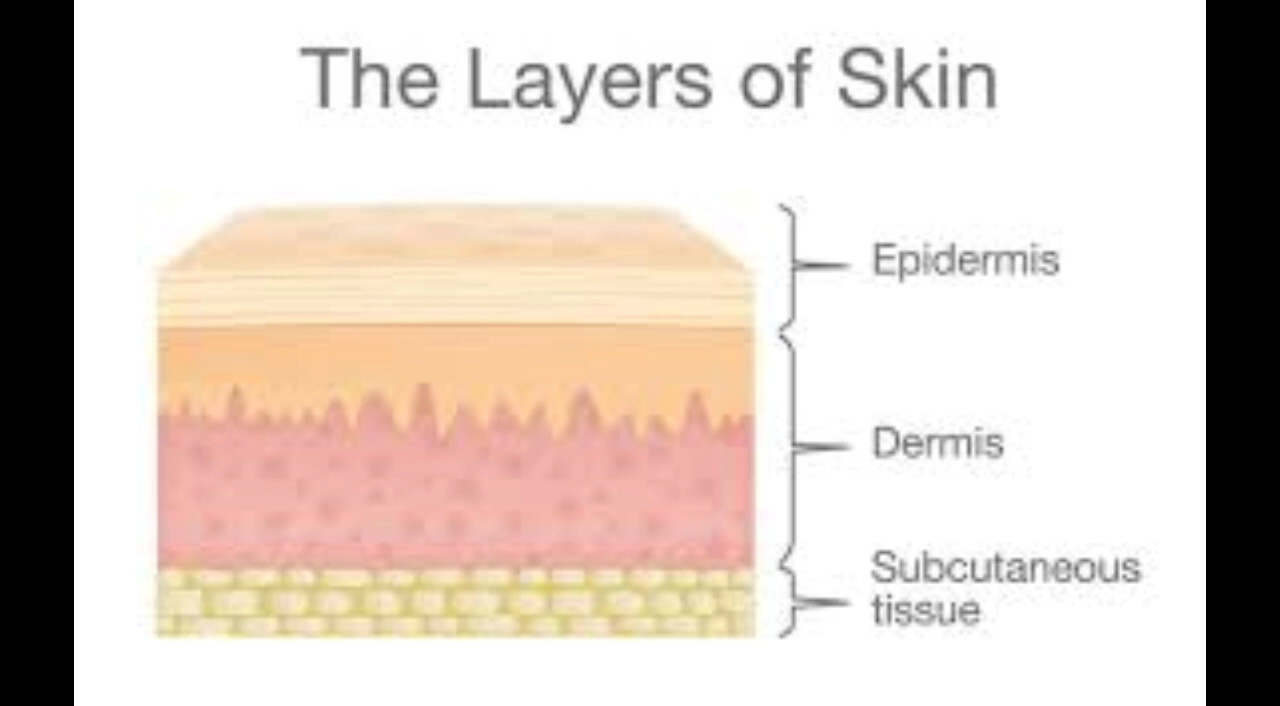 The Layers of Skin
Epidermis
Dermis
Subcutaneous
tissue